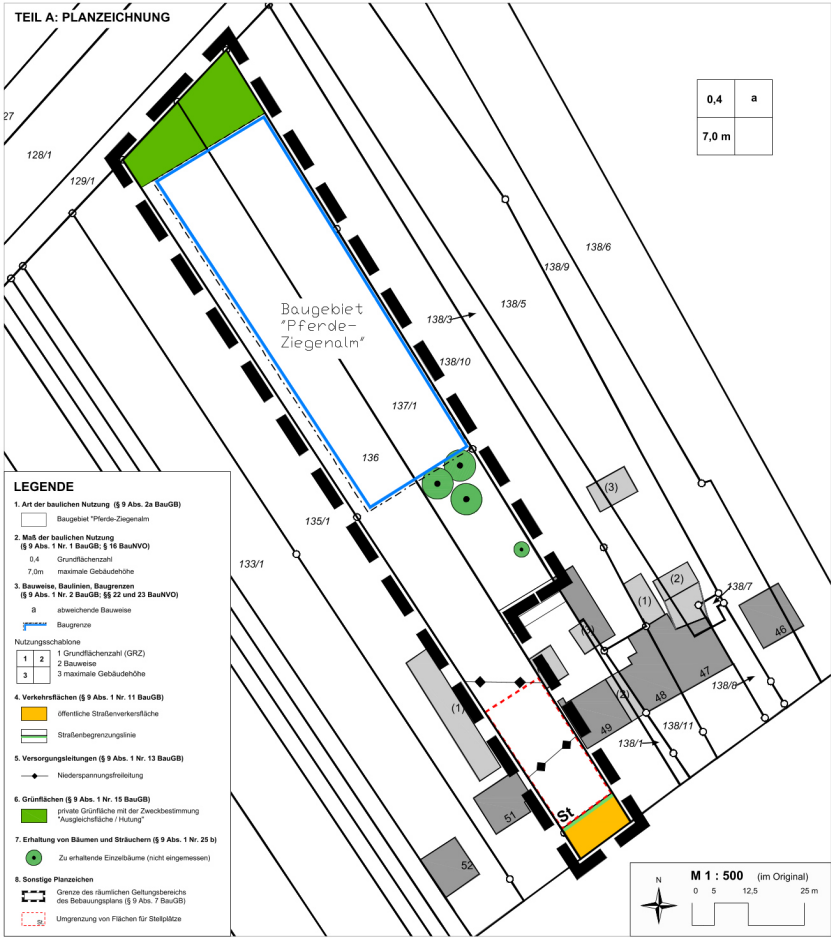 TEIL A: PLANZEICHNUNG
0,4 a
7,0 m
27
128/1
129/1
138/6
138/9
138/5
138/3
138/10
Baugebiet
"Pferde-
Ziegenalm"
137/1
136
135/1
133/1
(3)
(2)
(1)
138/7
46
47
48
(2)
49
138/8
138/11
138/1
(1)
51
52
St
LEGENDE
1. Art der baulichen Nutzung (§ 9 Abs. 2a BauGB)
Baugebiet "Pferde-Ziegenalm
2. Maß der baulichen Nutzung
(§ 9 Abs. 1 Nr. 1 BauGB; § 16 BauNVO)
0,4 Grundflächenzahl
7,0m maximale Gebäudehöhe
3. Bauweise, Baulinien, Baugrenzen
(§ 9 Abs. 1 Nr. 2 BauGB; §§ 22 und 23 BauNVO)
a abweichende Bauweise
Baugrenze
Nutzungsschablone
1 2
3
1 Grundflächenzahl (GRZ)
2 Bauweise
3 maximale Gebäudehöhe
4. Verkehrsflächen (§ 9 Abs. 1 Nr. 11 BauGB)
öffentliche Straßenverkersfläche
Straßenbegrenzungslinie
5. Versorgungsleitungen (§ 9 Abs. 1 Nr. 13 BauGB)
Niederspannungsfreileitung
6. Grünflächen (§ 9 Abs. 1 Nr. 15 BauGB)
private Grünfläche mit der Zweckbestimmung
"Ausgleichsfläche / Hutung"
7. Erhaltung von Bäumen und Sträuchern (§ 9 Abs. 1 Nr. 25 b)
Zu erhaltende Einzelbäume (nicht eingemessen)
8. Sonstige Planzeichen
Grenze des räumlichen Geltungsbereichs
des Bebauungsplans (§ 9 Abs. 7 BauGB)
St
Umgrenzung von Flächen für Stellplätze
N
M 1 : 500 (im Original)
0 5 12,5 25 m